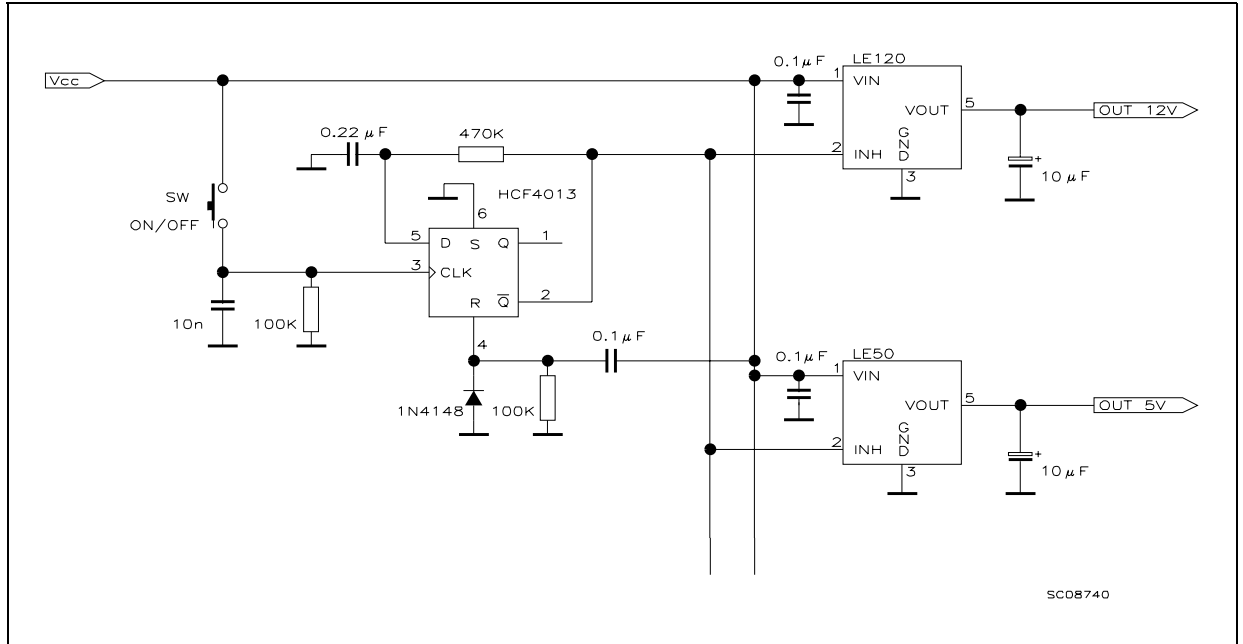 Vcc
0.1μF
LE120
1
VIN
VOUT
5
OUT 12V
GND
2
INH
3
+
10μF
0.22μF
470K
HCF4013
SW
ON/OFF
6
5
D
S
Q
1
3
CLK
R
Q
2
10n
100K
4
0.1μF
1N4148
100K
0.1μF
LE50
1
VIN
VOUT
5
OUT 5V
GND
2
INH
3
+
10μF
SC08740